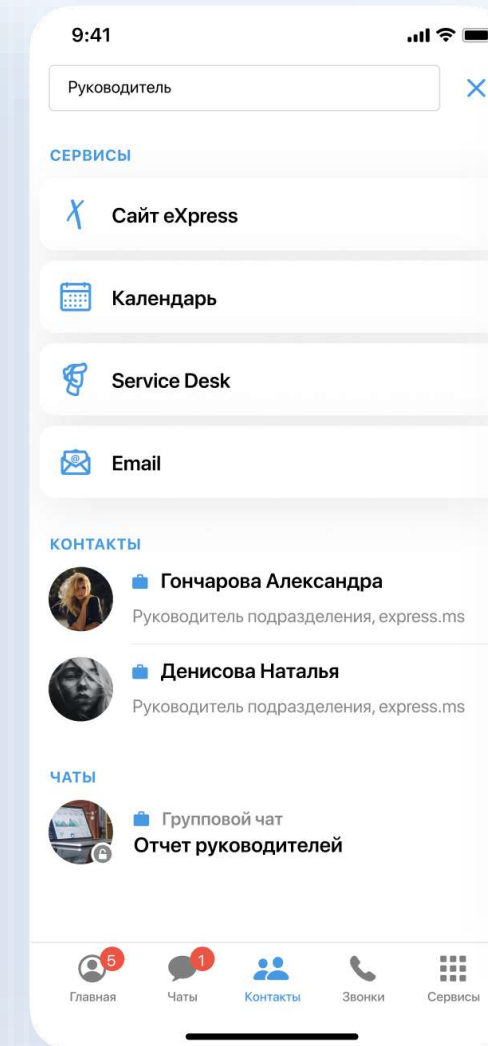 9:41
Руководитель
СЕРВИСЫ
Сайт eXpress
Календарь
Service Desk
Email
КОНТАКТЫ
Гончарова Александра
Руководитель подразделения, express.ms
Денисова Наталья
Руководитель подразделения, express.ms
ЧАТЫ
Групповой чат
Отчет руководителей
5
1
Главная
Чаты
Контакты
Звонки
Сервисы